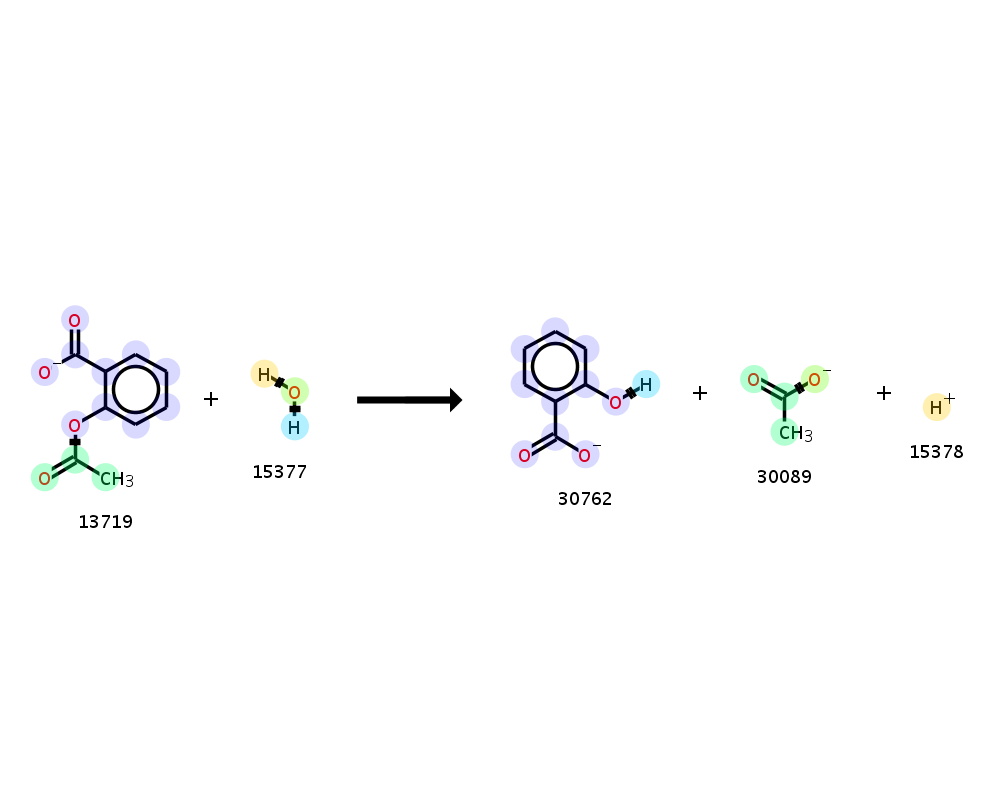 O
O⁻
O
O CH₃
13719
+
H O
H
15377
O H
O O⁻
30762
+
O O⁻
CH₃
30089
+
H⁺
15378